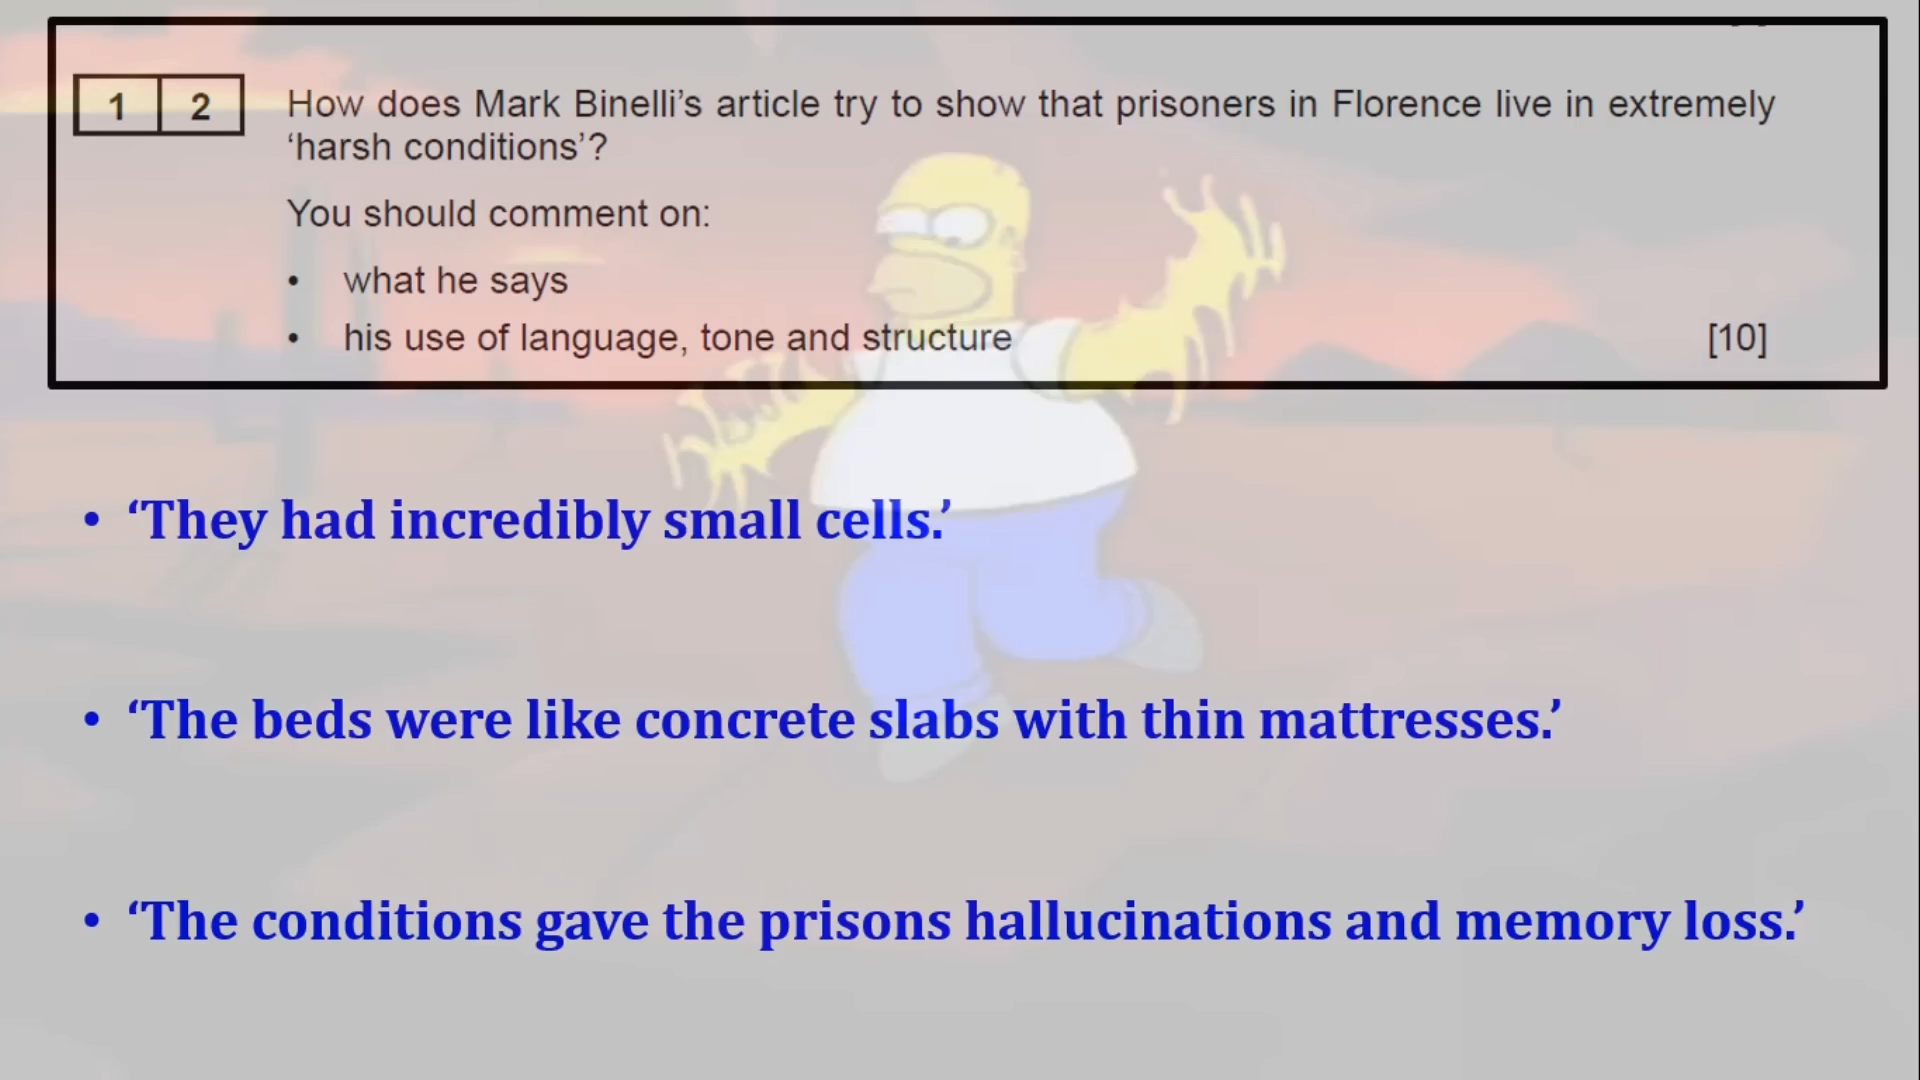 1 2 How does Mark Binelli's article try to show that prisoners in Florence live in extremely
‘harsh conditions’?
You should comment on:
• what he says
• his use of language, tone and structure [10]
• ‘They had incredibly small cells.’
• ‘The beds were like concrete slabs with thin mattresses.’
• ‘The conditions gave the prisons hallucinations and memory loss.’